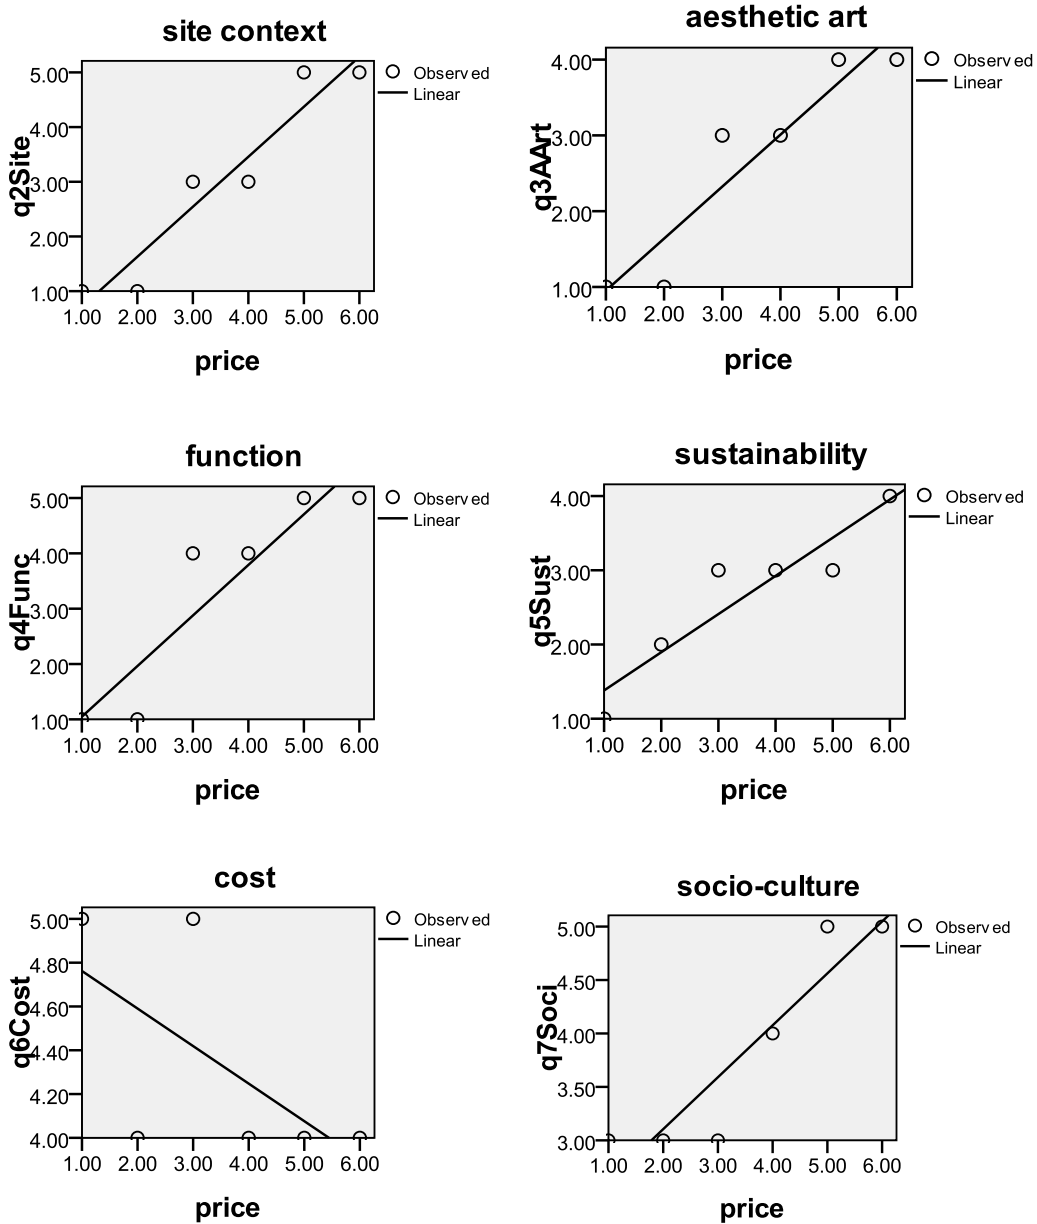 site context
q2Site
5.00
4.00
3.00
2.00
1.00
1.00 2.00 3.00 4.00 5.00 6.00
price
Observed
Linear
aesthetic art
q3AArt
4.00
3.00
2.00
1.00
1.00 2.00 3.00 4.00 5.00 6.00
price
Observed
Linear
function
q4Func
5.00
4.00
3.00
2.00
1.00
1.00 2.00 3.00 4.00 5.00 6.00
price
Observed
Linear
sustainability
q5Sust
4.00
3.00
2.00
1.00
1.00 2.00 3.00 4.00 5.00 6.00
price
Observed
Linear
cost
q6Cost
5.00
4.80
4.60
4.40
4.20
4.00
1.00 2.00 3.00 4.00 5.00 6.00
price
Observed
Linear
socio-culture
q7Soci
5.00
4.50
4.00
3.50
3.00
1.00 2.00 3.00 4.00 5.00 6.00
price
Observed
Linear